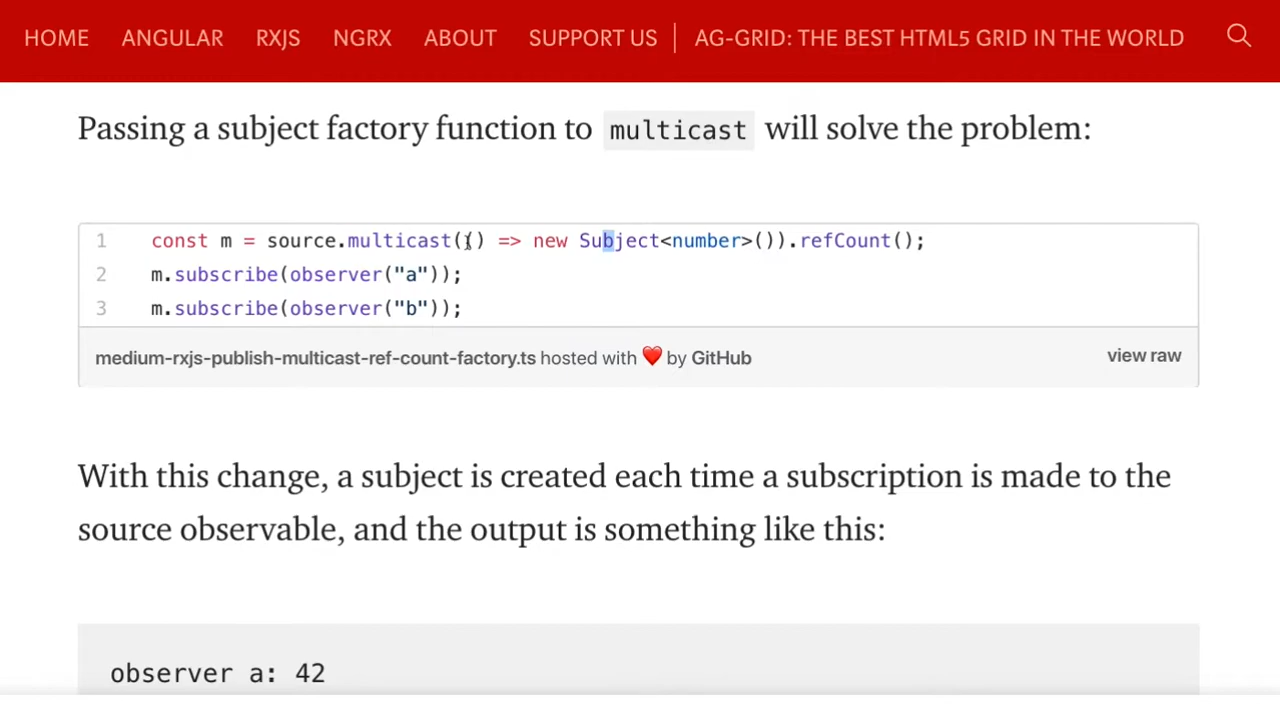 HOME ANGULAR RXJS NGRX ABOUT SUPPORT US AG-GRID: THE BEST HTML5 GRID IN THE WORLD
Passing a subject factory function to multicast will solve the problem:
1 const m = source.multicast(() => new Subject<number>()).refCount();
2 m.subscribe(observer("a"));
3 m.subscribe(observer("b"));
medium-rxjs-publish-multicast-ref-count-factory.ts hosted with ❤ by GitHub view raw
With this change, a subject is created each time a subscription is made to the
source observable, and the output is something like this:
observer a: 42